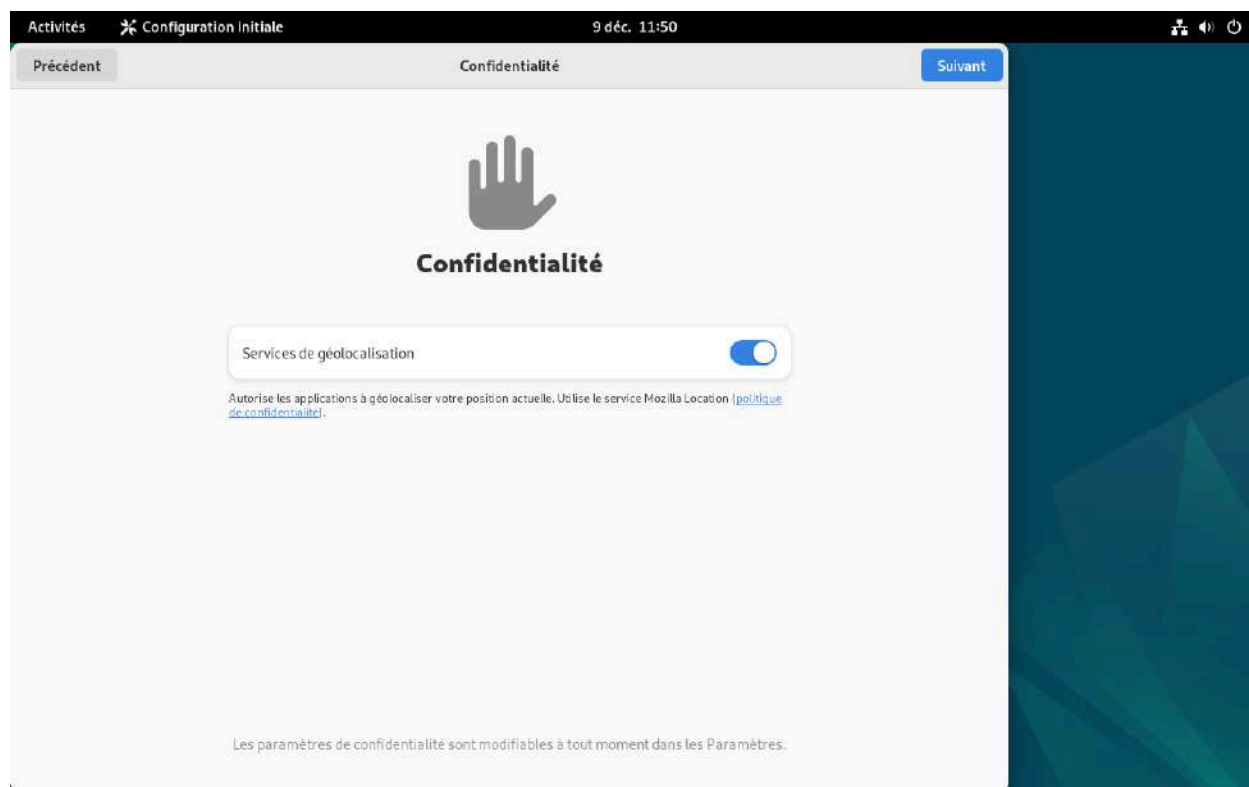 Activités Configuration initiale 9 déc. 11:50
Précédent Confidentialité Suivant
Confidentialité
Services de géolocalisation
Autorise les applications à géolocaliser votre position actuelle. Utilise le service Mozilla Location (politique
de confidentialité).
Les paramètres de confidentialité sont modifiables à tout moment dans les Paramètres.